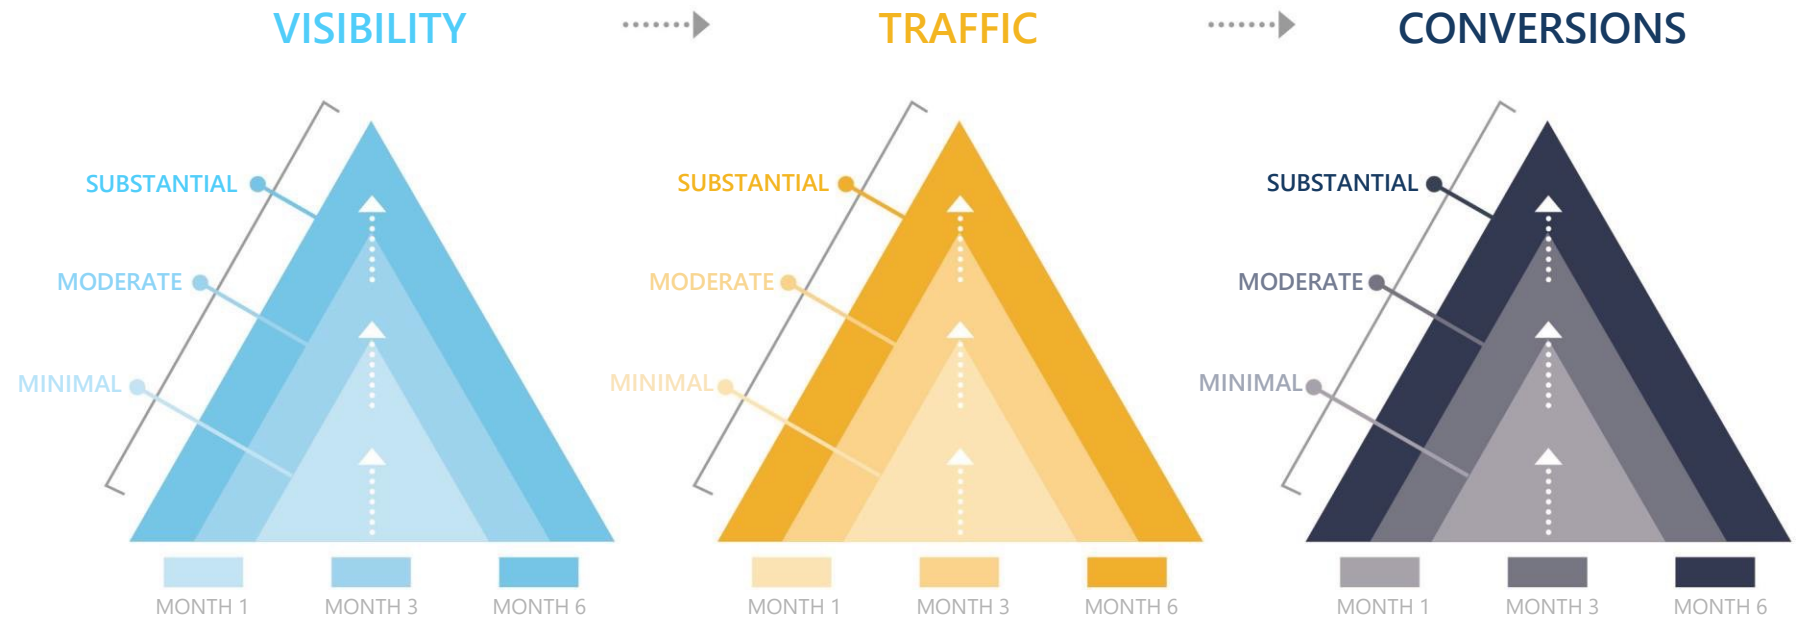 VISIBILITY
TRAFFIC
CONVERSIONS
SUBSTANTIAL
MODERATE
MINIMAL
MONTH 1
MONTH 3
MONTH 6
SUBSTANTIAL
MODERATE
MINIMAL
MONTH 1
MONTH 3
MONTH 6
SUBSTANTIAL
MODERATE
MINIMAL
MONTH 1
MONTH 3
MONTH 6